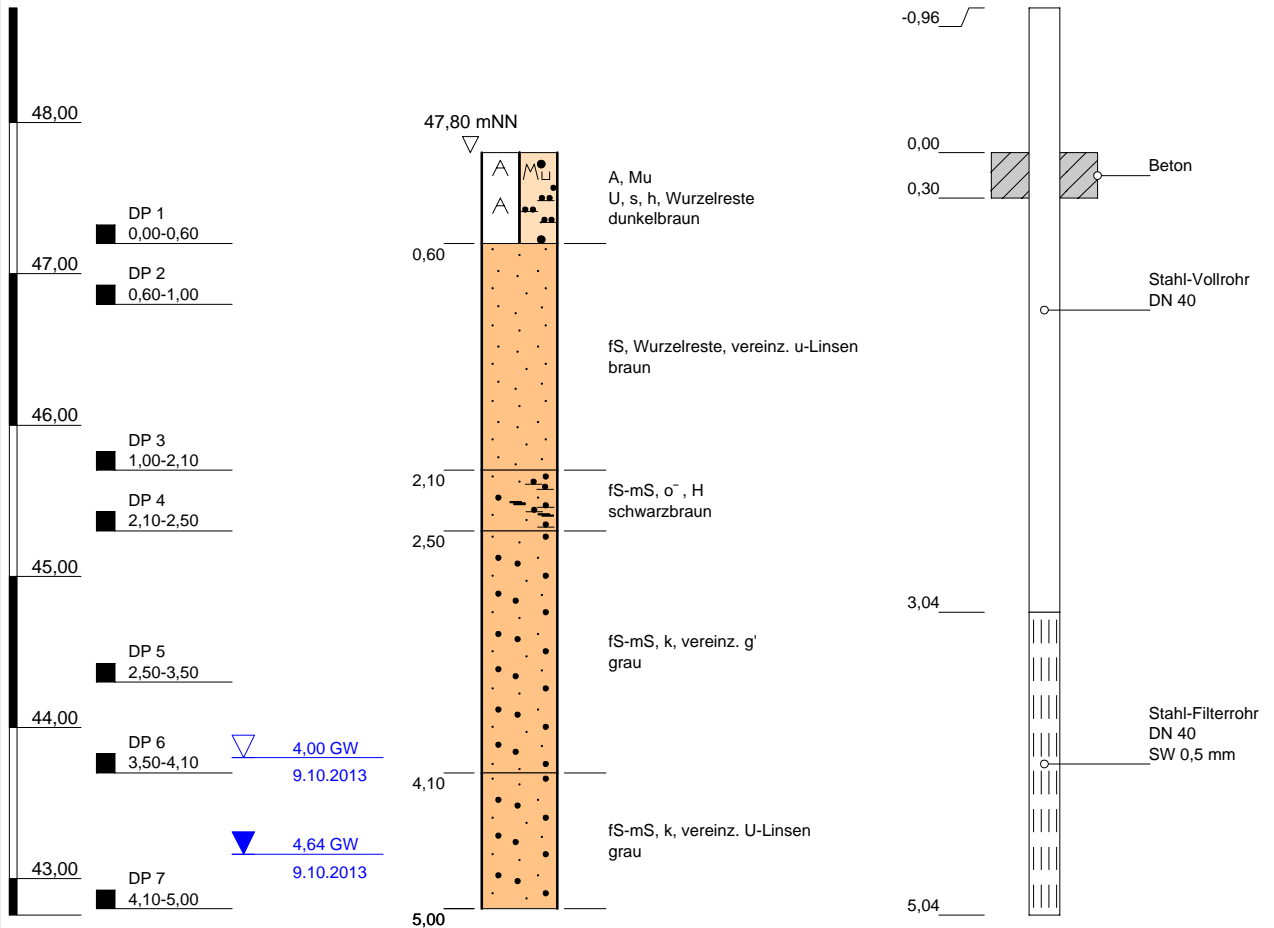 48,00
47,00
46,00
45,00
44,00
43,00
DP 1
0,00-0,60
DP 2
0,60-1,00
DP 3
1,00-2,10
DP 4
2,10-2,50
DP 5
2,50-3,50
DP 6
3,50-4,10
DP 7
4,10-5,00
4,00 GW
9.10.2013
4,64 GW
9.10.2013
47,80 mNN
A
A
Mu
0,60
2,10
2,50
4,10
5,00
A, Mu
U, s, h, Wurzelreste
dunkelbraun
fS, Wurzelreste, vereinz. u-Linsen
braun
fS-mS, o¯, H
schwarzbraun
fS-mS, k, vereinz. g'
grau
fS-mS, k, vereinz. U-Linsen
grau
-0,96
0,00
0,30
3,04
5,04
Beton
Stahl-Vollrohr
DN 40
Stahl-Filterrohr
DN 40
SW 0,5 mm